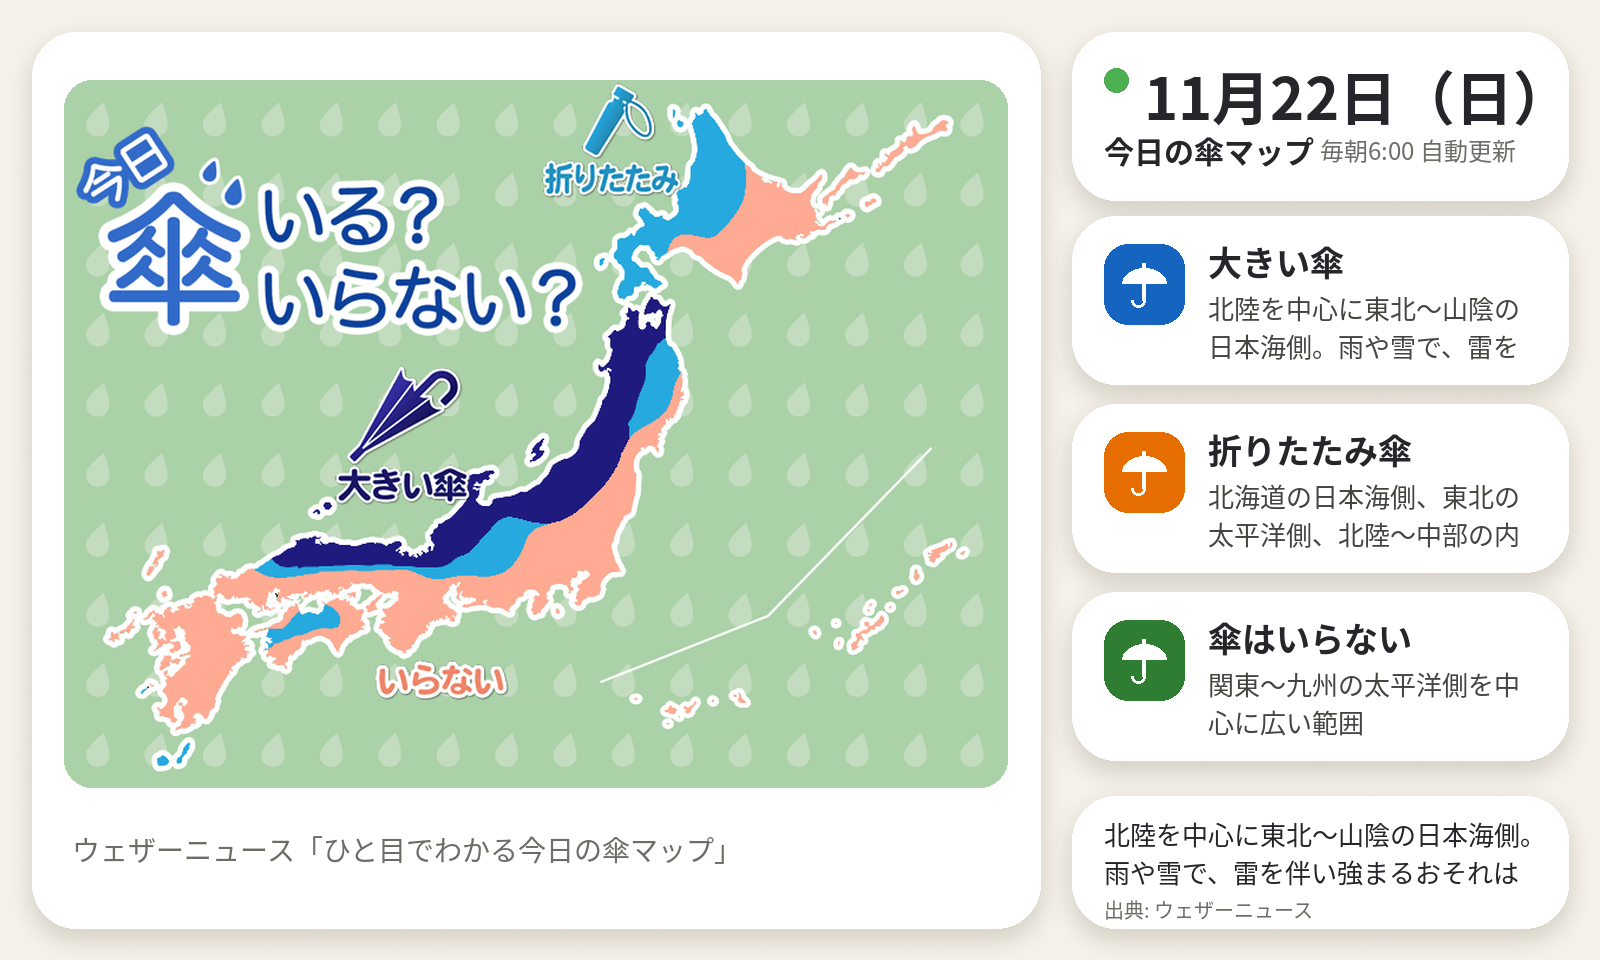 今日
傘いる？
いらない？
折りたたみ
大きい傘
いらない
ウェザーニュース「ひと目でわかる今日の傘マップ」
11月22日（日）
今日の傘マップ 毎朝6:00 自動更新
大きい傘
北陸を中心に東北～山陰の
日本海側。雨や雪で、雷を
折りたたみ傘
北海道の日本海側、東北の
太平洋側、北陸～中部の内
傘はいらない
関東～九州の太平洋側を中
心に広い範囲
北陸を中心に東北～山陰の日本海側。
雨や雪で、雷を伴い強まるおそれは
出典: ウェザーニュース